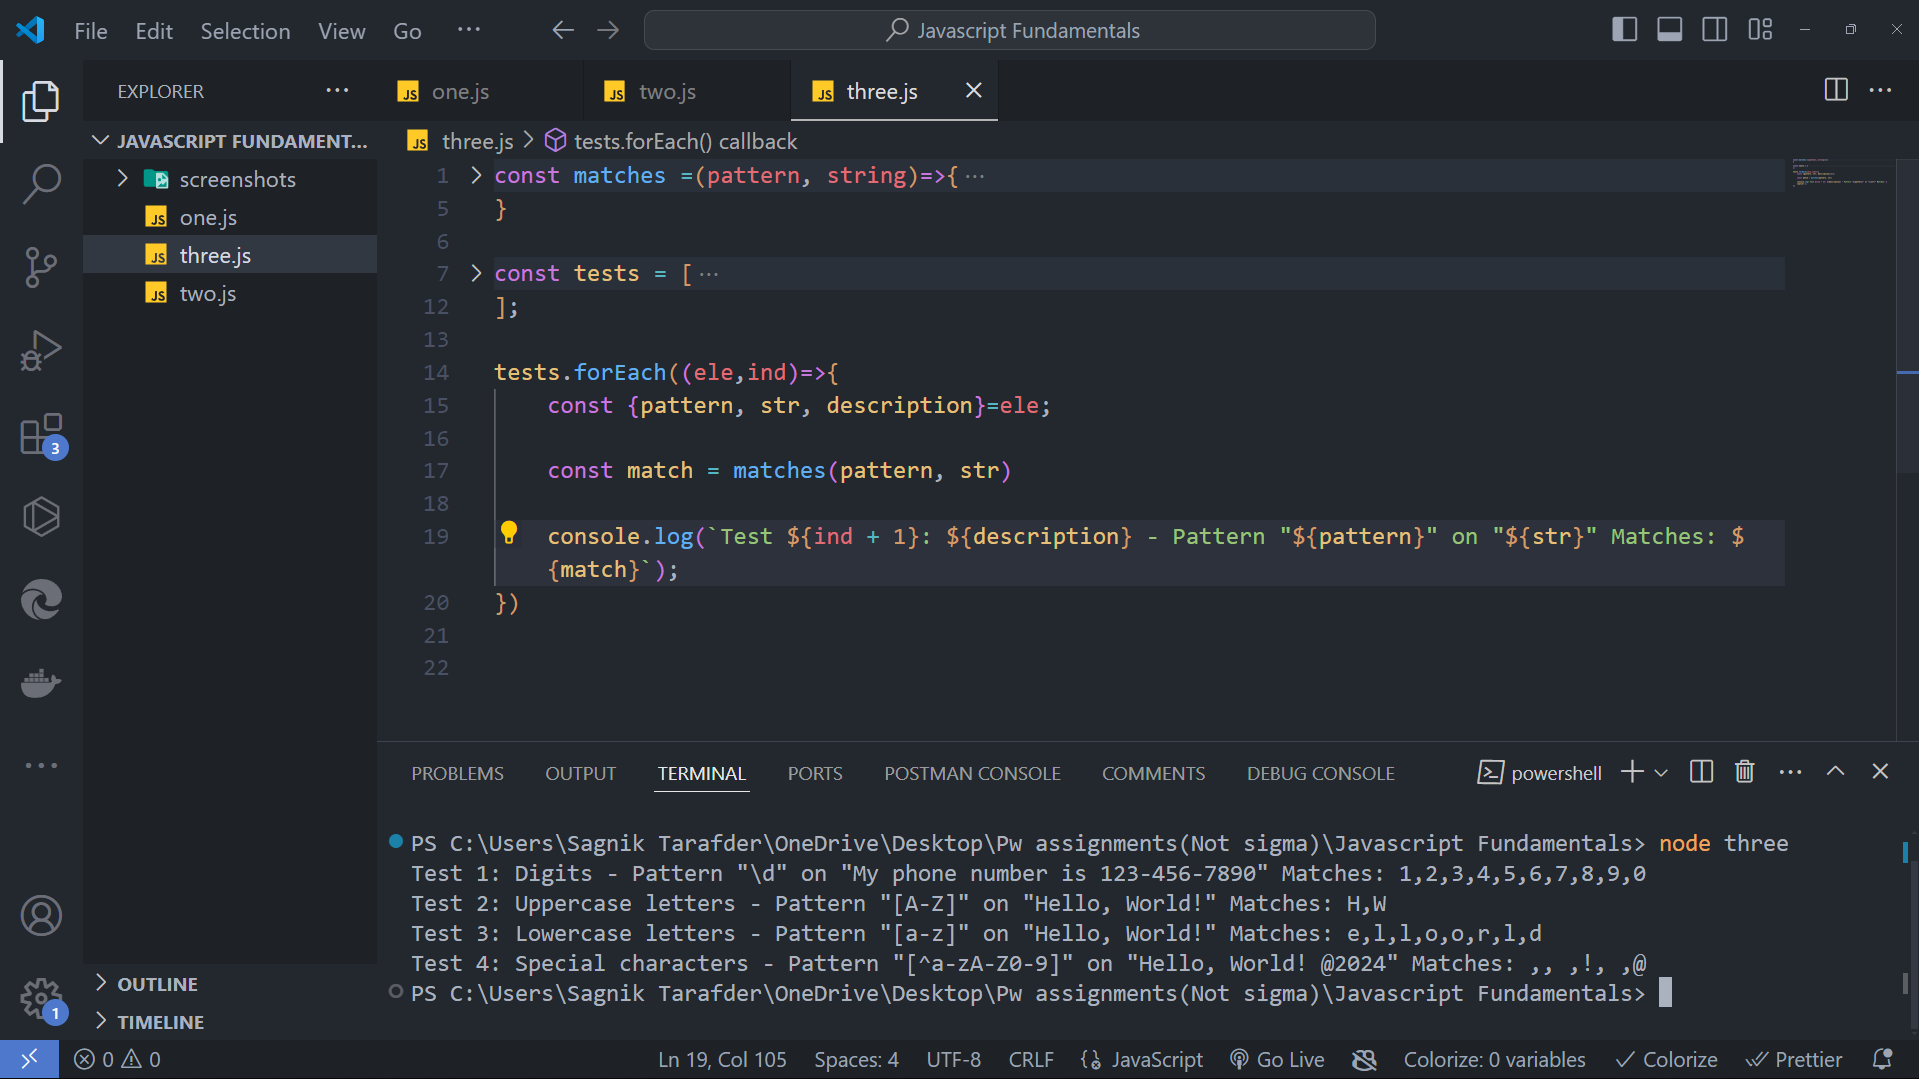 File Edit Selection View Go ···
Javascript Fundamentals
EXPLORER ···
JAVASCRIPT FUNDAMENT...
screenshots
JS one.js
JS three.js
JS two.js
OUTLINE
TIMELINE
3
1
JS one.js
JS two.js
JS three.js
JS three.js > tests.forEach() callback
1 const matches =(pattern, string)=>{ ···
5 }
6
7 const tests = [ ···
12 ];
13
14 tests.forEach((ele,ind)=>{
15 const {pattern, str, description}=ele;
16
17 const match = matches(pattern, str)
18
19 console.log(`Test ${ind + 1}: ${description} - Pattern "${pattern}" on "${str}" Matches: $
{match}`);
20 })
21
22
PROBLEMS OUTPUT TERMINAL PORTS POSTMAN CONSOLE COMMENTS DEBUG CONSOLE
powershell
PS C:\Users\Sagnik Tarafder\OneDrive\Desktop\Pw assignments(Not sigma)\Javascript Fundamentals> node three
Test 1: Digits - Pattern "\d" on "My phone number is 123-456-7890" Matches: 1,2,3,4,5,6,7,8,9,0
Test 2: Uppercase letters - Pattern "[A-Z]" on "Hello, World!" Matches: H,W
Test 3: Lowercase letters - Pattern "[a-z]" on "Hello, World!" Matches: e,l,l,o,o,r,l,d
Test 4: Special characters - Pattern "[^a-zA-Z0-9]" on "Hello, World! @2024" Matches: ,, ,!, ,@
PS C:\Users\Sagnik Tarafder\OneDrive\Desktop\Pw assignments(Not sigma)\Javascript Fundamentals>
0 0 Ln 19, Col 105 Spaces: 4 UTF-8 CRLF JavaScript Go Live Colorize: 0 variables Colorize Prettier